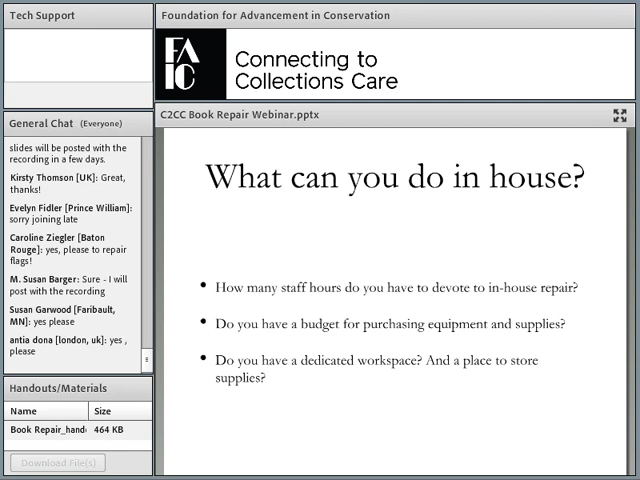 Tech Support
Foundation for Advancement in Conservation
FAIC
Connecting to
Collections Care
General Chat (Everyone)
slides will be posted with the
recording in a few days.
Kirsty Thomson [UK]: Great,
thanks!
Evelyn Fidler [Prince William]:
sorry joining late
Caroline Ziegler [Baton
Rouge]: yes, please to repair
flags!
M. Susan Barger: Sure - I will
post with the recording
Susan Garwood [Faribault,
MN]: yes please
antia dona [london, uk]: yes ,
please
Handouts/Materials
Name Size
Book Repair_hand 464 KB
Download File(s)
C2CC Book Repair Webinar.pptx
What can you do in house?
• How many staff hours do you have to devote to in-house repair?
• Do you have a budget for purchasing equipment and supplies?
• Do you have a dedicated workspace? And a place to store
supplies?